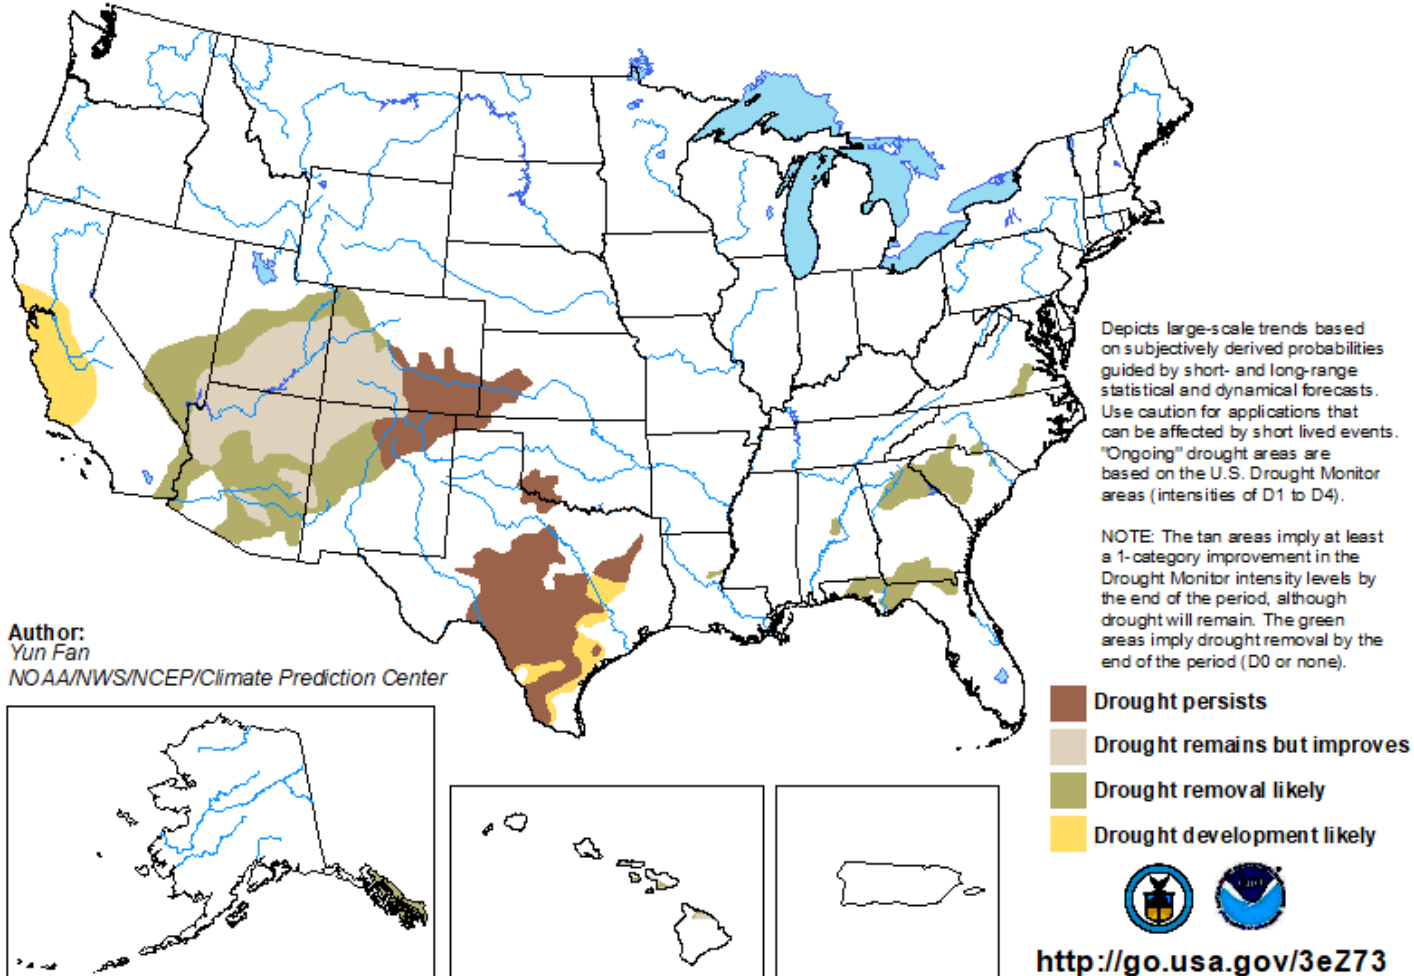 Depicts large-scale trends based
on subjectively derived probabilities
guided by short- and long-range
statistical and dynamical forecasts.
Use caution for applications that
can be affected by short lived events.
"Ongoing" drought areas are
based on the U.S. Drought Monitor
areas (intensities of D1 to D4).
NOTE: The tan areas imply at least
a 1-category improvement in the
Drought Monitor intensity levels by
the end of the period, although
drought will remain. The green
areas imply drought removal by the
end of the period (D0 or none).
Author:
Yun Fan
NOAA/NWS/NCEP/Climate Prediction Center
Drought persists
Drought remains but improves
Drought removal likely
Drought development likely
http://go.usa.gov/3eZ73